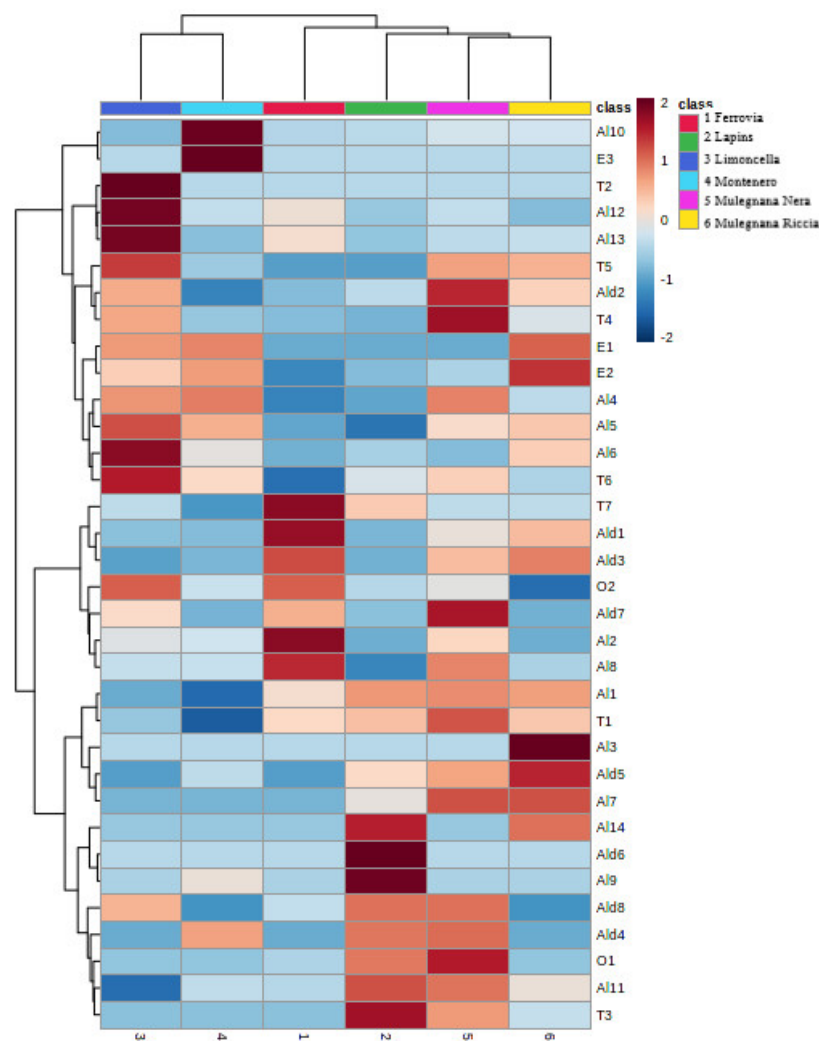 class
Al10
E3
T2
Al12
Al13
T5
Ald2
T4
E1
E2
Al4
Al5
Al6
T6
T7
Ald1
Ald3
O2
Ald7
Al2
Al8
Al1
T1
Al3
Ald5
Al7
Al14
Ald6
Al9
Ald8
Ald4
O1
Al11
T3
3
4
1
2
5
6
2
1
0
-1
-2
class
1 Ferrovia
2 Lapins
3 Limoncella
4 Montenero
5 Mulegnana Nera
6 Mulegnana Riccia